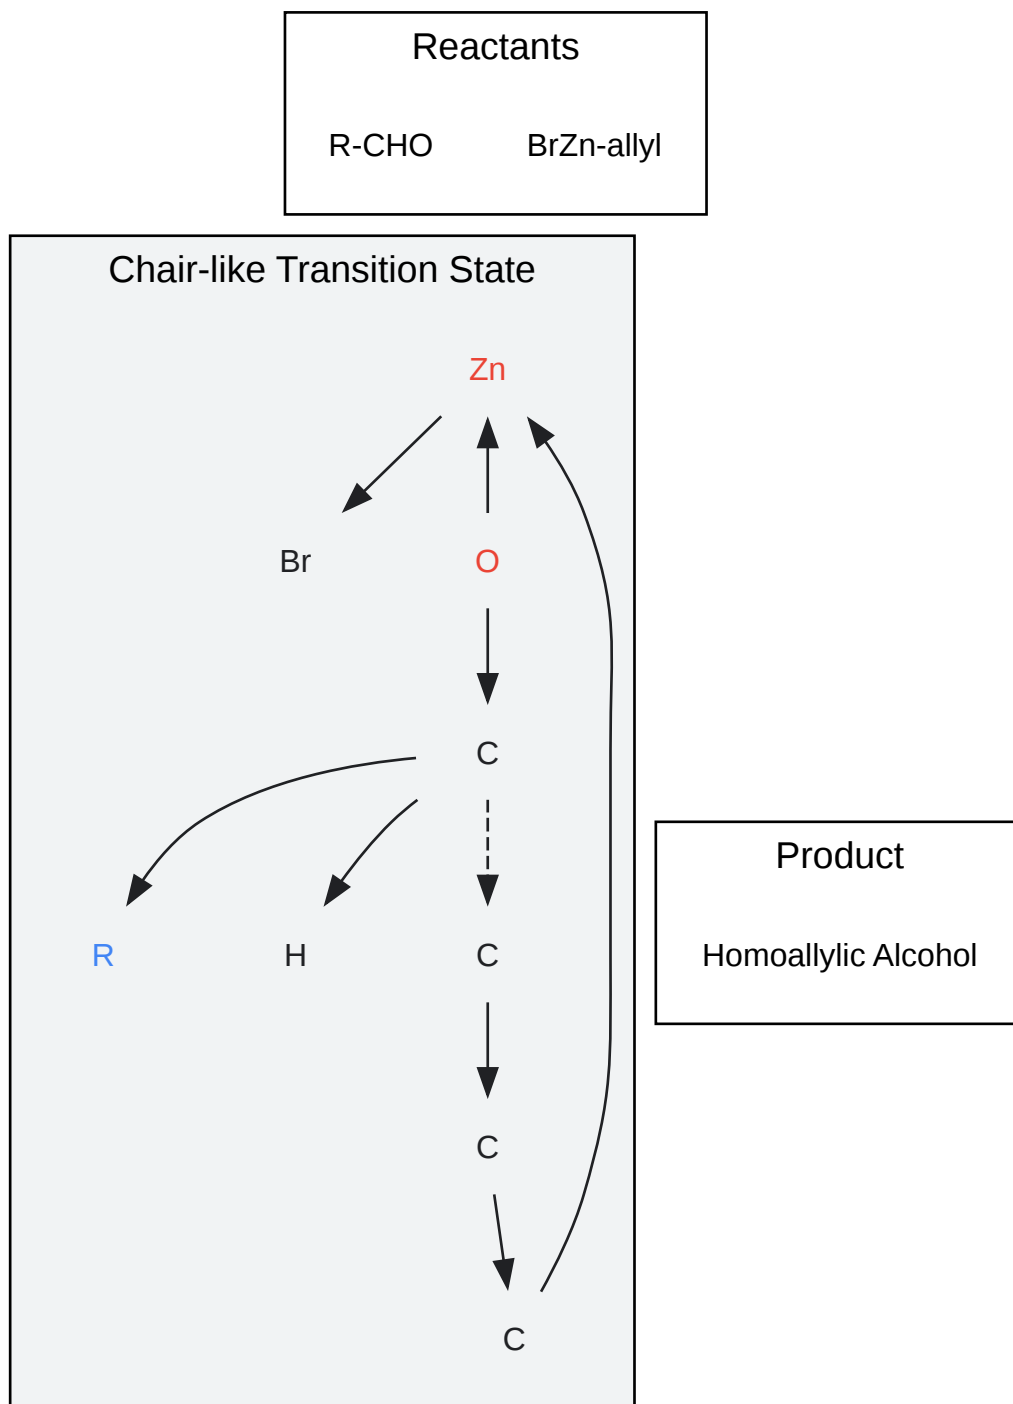 Reactants
R-CHO
BrZn-allyl
Chair-like Transition State
Zn
Br
O
C
R
H
C
C
C
Product
Homoallylic Alcohol